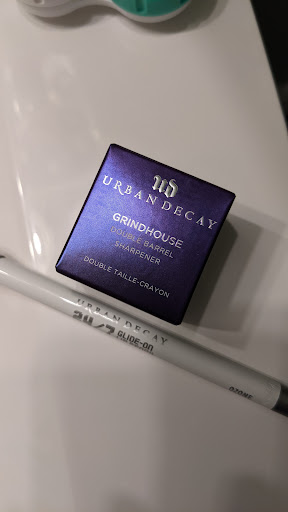 UD
URBAN DECAY
GRINDHOUSE
DOUBLE BARREL
SHARPENER
DOUBLE TAILLE-CRAYON
URBAN DECAY
24/7 GLIDE-ON